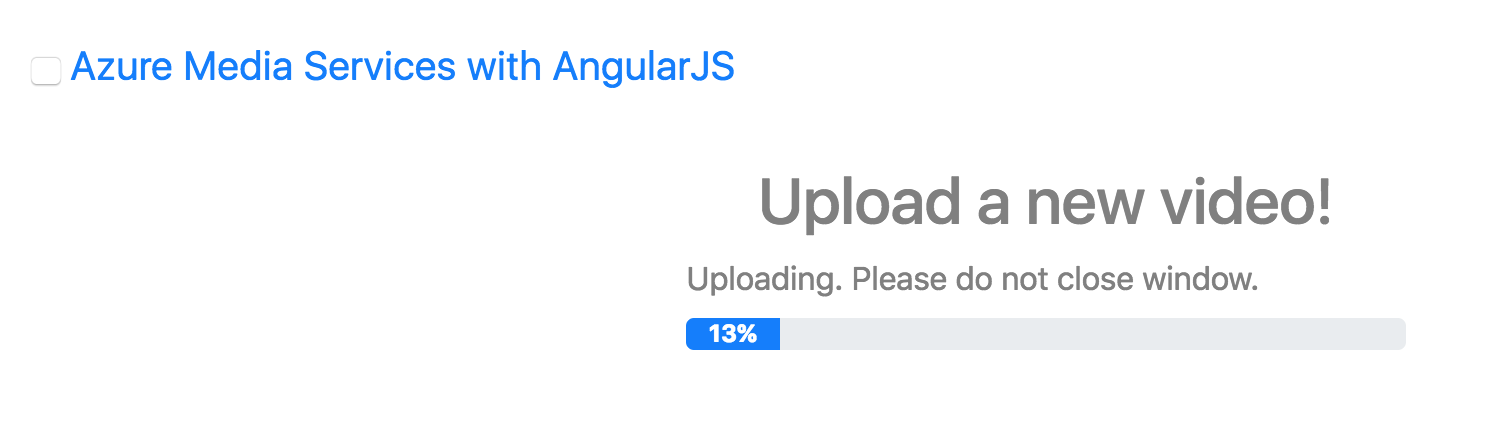 Azure Media Services with AngularJS
Upload a new video!
Uploading. Please do not close window.
13%